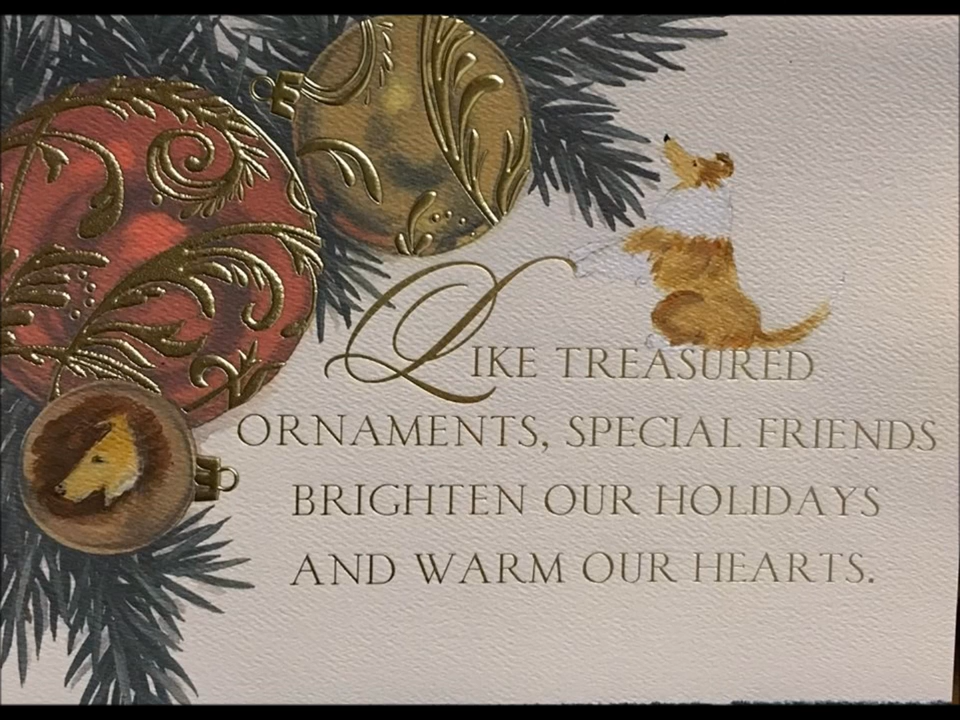 LIKE TREASURED
ORNAMENTS, SPECIAL FRIENDS
BRIGHTEN OUR HOLIDAYS
AND WARM OUR HEARTS.